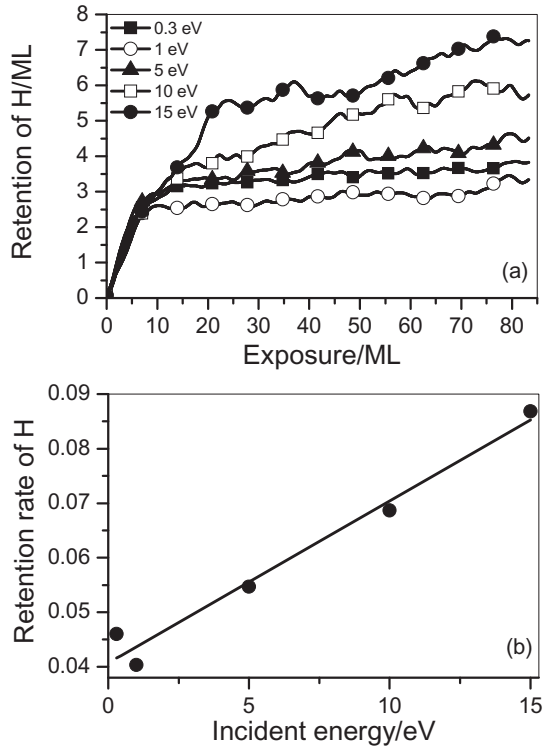 8
7
6
5
4
3
2
1
0
Retention of H/ML
0.3 eV
1 eV
5 eV
10 eV
15 eV
(a)
0 10 20 30 40 50 60 70 80
Exposure/ML
0.09
0.08
0.07
0.06
0.05
0.04
Retention rate of H
(b)
0 5 10 15
Incident energy/eV